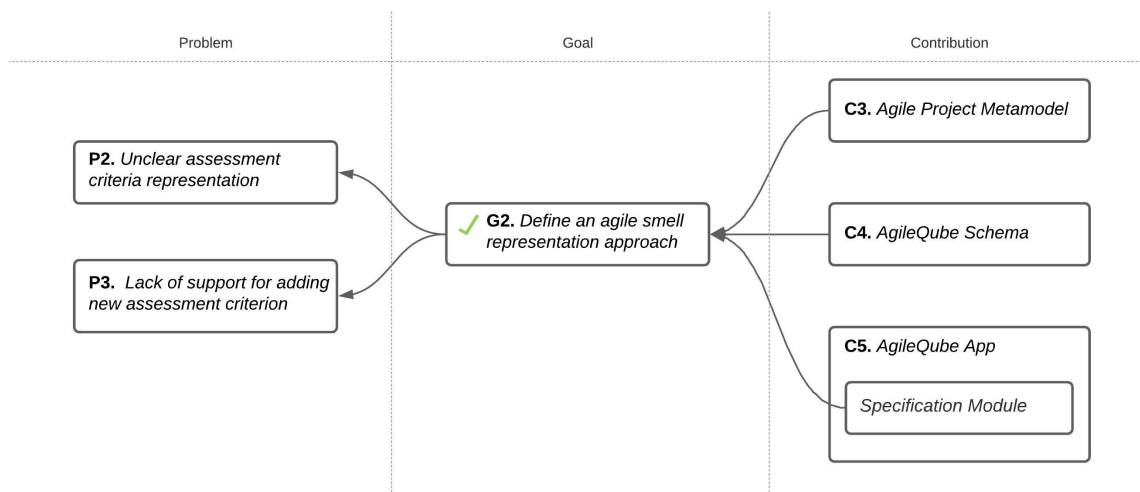 Problem
Goal
Contribution
P2. Unclear assessment
criteria representation
P3. Lack of support for adding
new assessment criterion
G2. Define an agile smell
representation approach
C3. Agile Project Metamodel
C4. AgileQube Schema
C5. AgileQube App
Specification Module